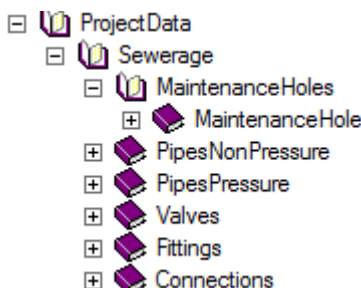 ProjectData
Sewerage
MaintenanceHoles
MaintenanceHole
PipesNonPressure
PipesPressure
Valves
Fittings
Connections